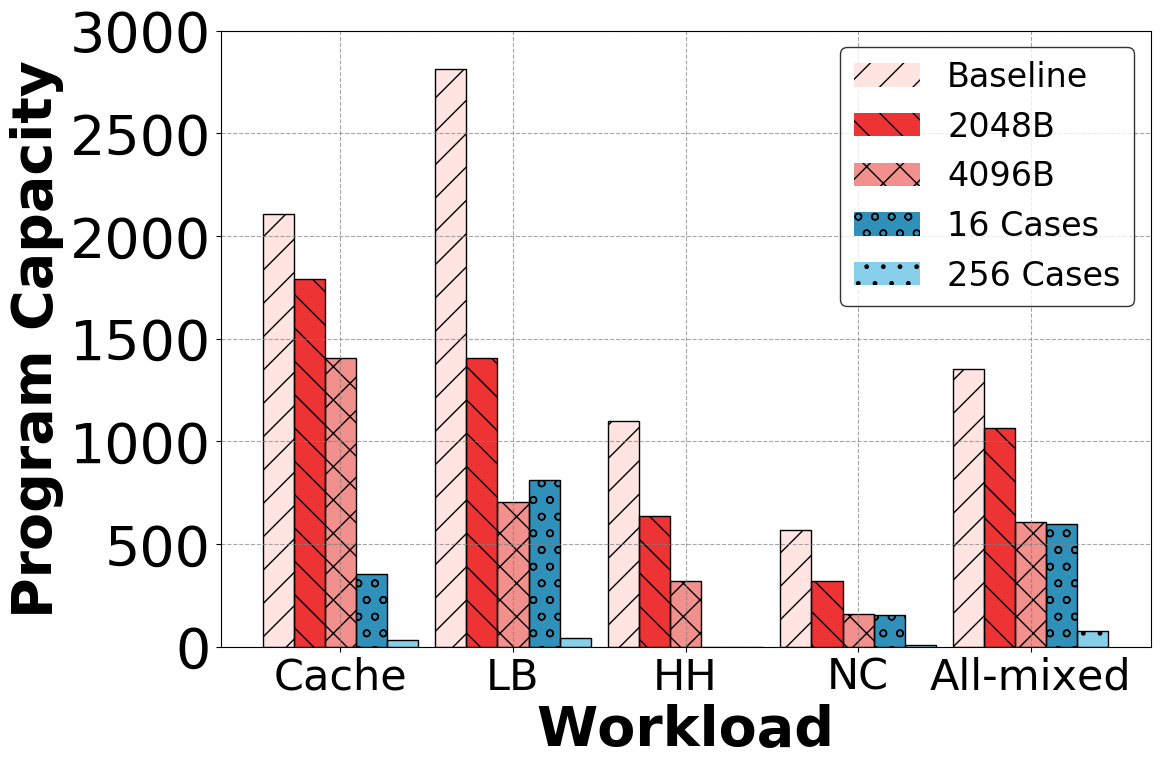 Program Capacity
3000
2500
2000
1500
1000
500
0
Baseline
2048B
4096B
16 Cases
256 Cases
Cache LB HH NC All-mixed
Workload